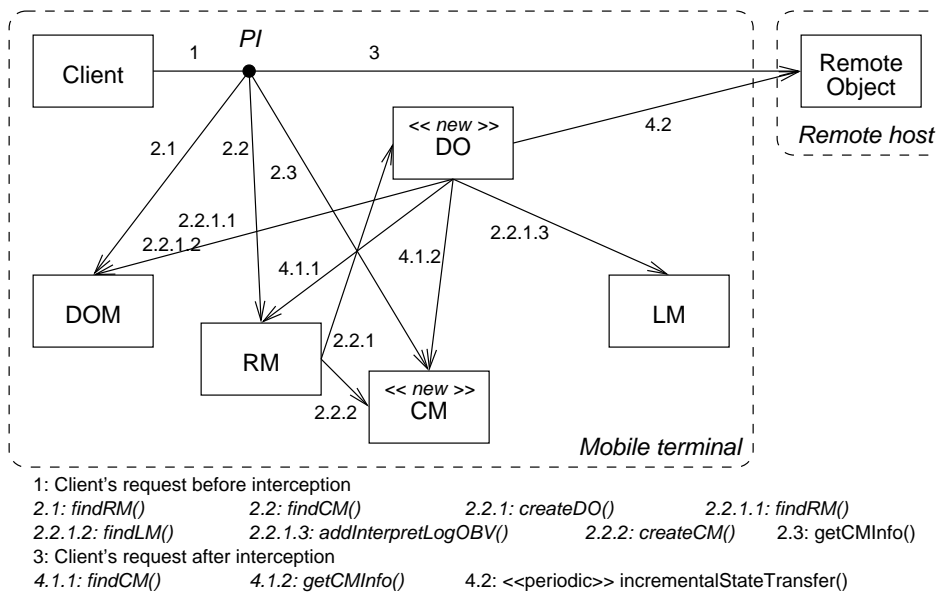 PI
1
3
Client
Remote
Object
<< new >>
DO
4.2
Remote host
2.1
2.2
2.3
2.2.1.1
2.2.1.2
2.2.1.3
4.1.1
4.1.2
DOM
LM
RM
2.2.1
<< new >>
CM
2.2.2
Mobile terminal
1: Client's request before interception
2.1: findRM() 2.2: findCM() 2.2.1: createDO() 2.2.1.1: findRM()
2.2.1.2: findLM() 2.2.1.3: addInterpretLogOBV() 2.2.2: createCM() 2.3: getCMInfo()
3: Client's request after interception
4.1.1: findCM() 4.1.2: getCMInfo() 4.2: <<periodic>> incrementalStateTransfer()